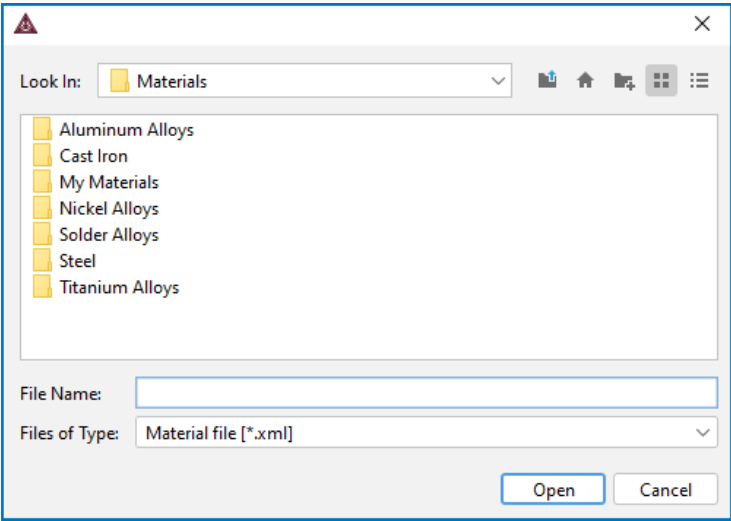 Look In: Materials
Aluminum Alloys
Cast Iron
My Materials
Nickel Alloys
Solder Alloys
Steel
Titanium Alloys
File Name:
Files of Type: Material file [*.xml]
Open Cancel